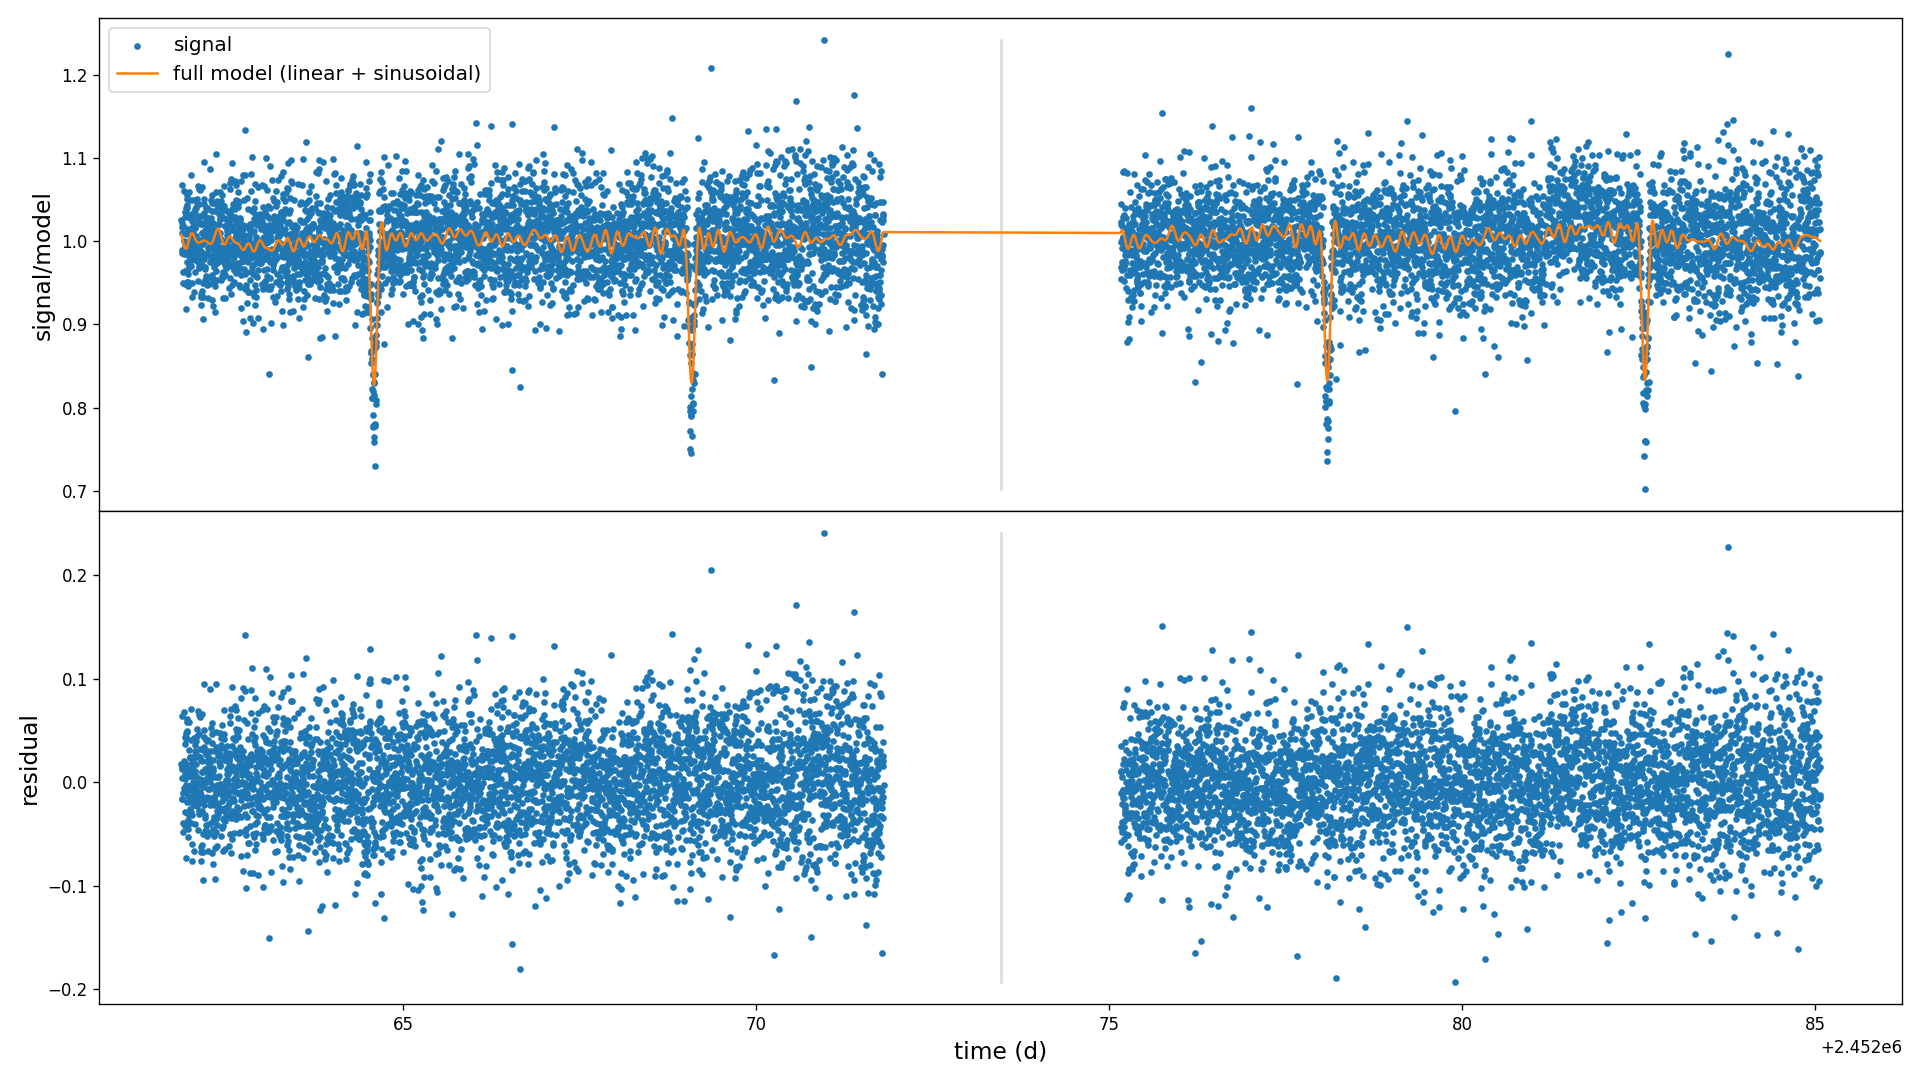 signal
full model (linear + sinusoidal)
signal/model
1.2
1.1
1.0
0.9
0.8
0.7
residual
0.2
0.1
0.0
−0.1
−0.2
65
70
75
80
85
+2.452e6
time (d)